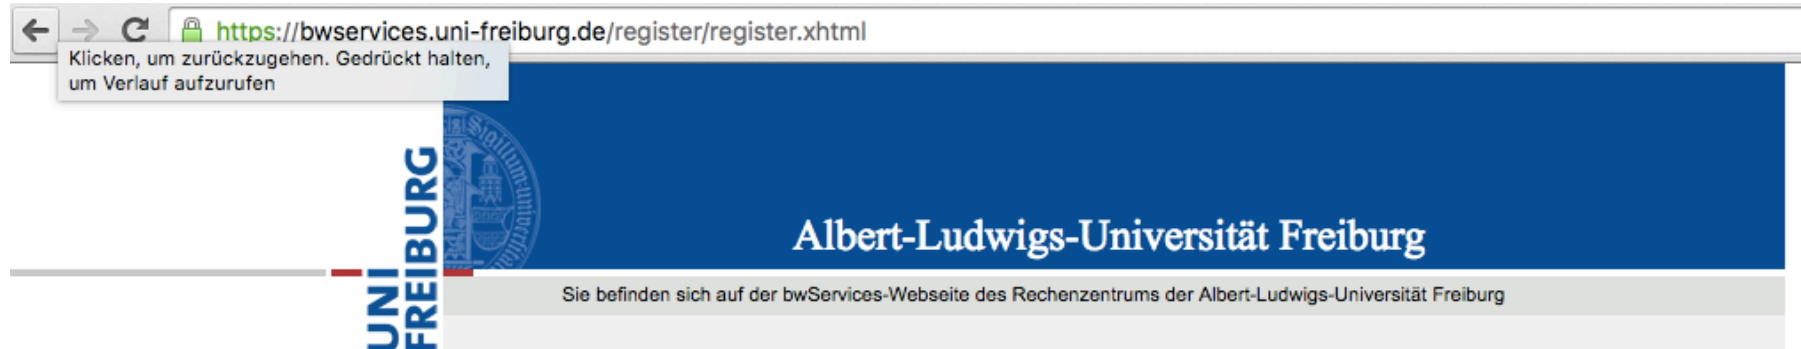 https://bwservices.uni-freiburg.de/register/register.xhtml
Klicken, um zurückzugehen. Gedrückt halten,
um Verlauf aufzurufen
UNI
FREIBURG
Albert-Ludwigs-Universität Freiburg
Sie befinden sich auf der bwServices-Webseite des Rechenzentrums der Albert-Ludwigs-Universität Freiburg